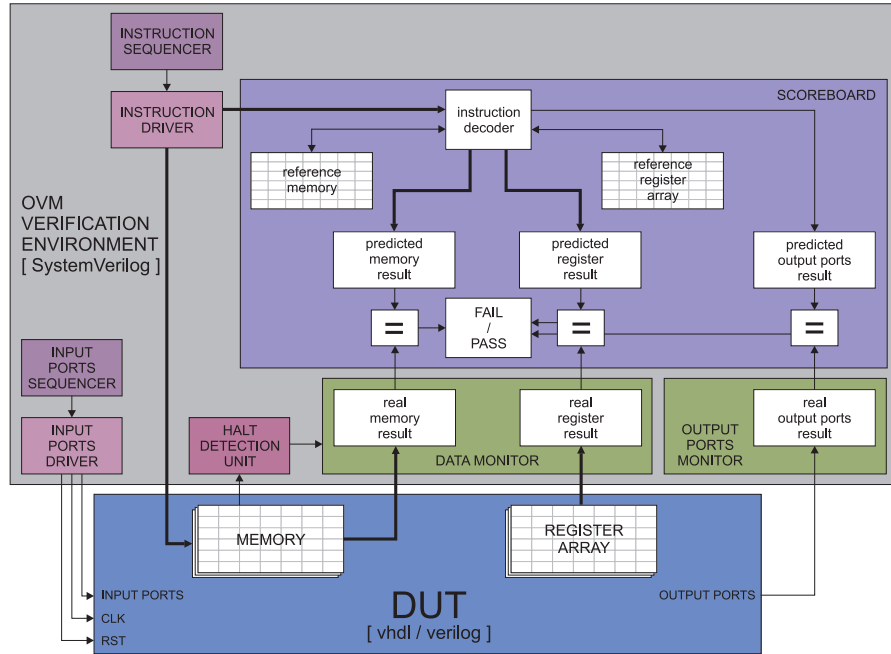 INSTRUCTION
SEQUENCER
INSTRUCTION
DRIVER
SCOREBOARD
instruction
decoder
reference
memory
reference
register
array
OVM
VERIFICATION
ENVIRONMENT
[ SystemVerilog ]
predicted
memory
result
predicted
register
result
predicted
output ports
result
=
FAIL
/
PASS
=
=
INPUT
PORTS
SEQUENCER
INPUT
PORTS
DRIVER
HALT
DETECTION
UNIT
real
memory
result
real
register
result
DATA MONITOR
OUTPUT
PORTS
MONITOR
real
output ports
result
MEMORY
REGISTER
ARRAY
INPUT PORTS
CLK
RST
DUT
[ vhdl / verilog ]
OUTPUT PORTS